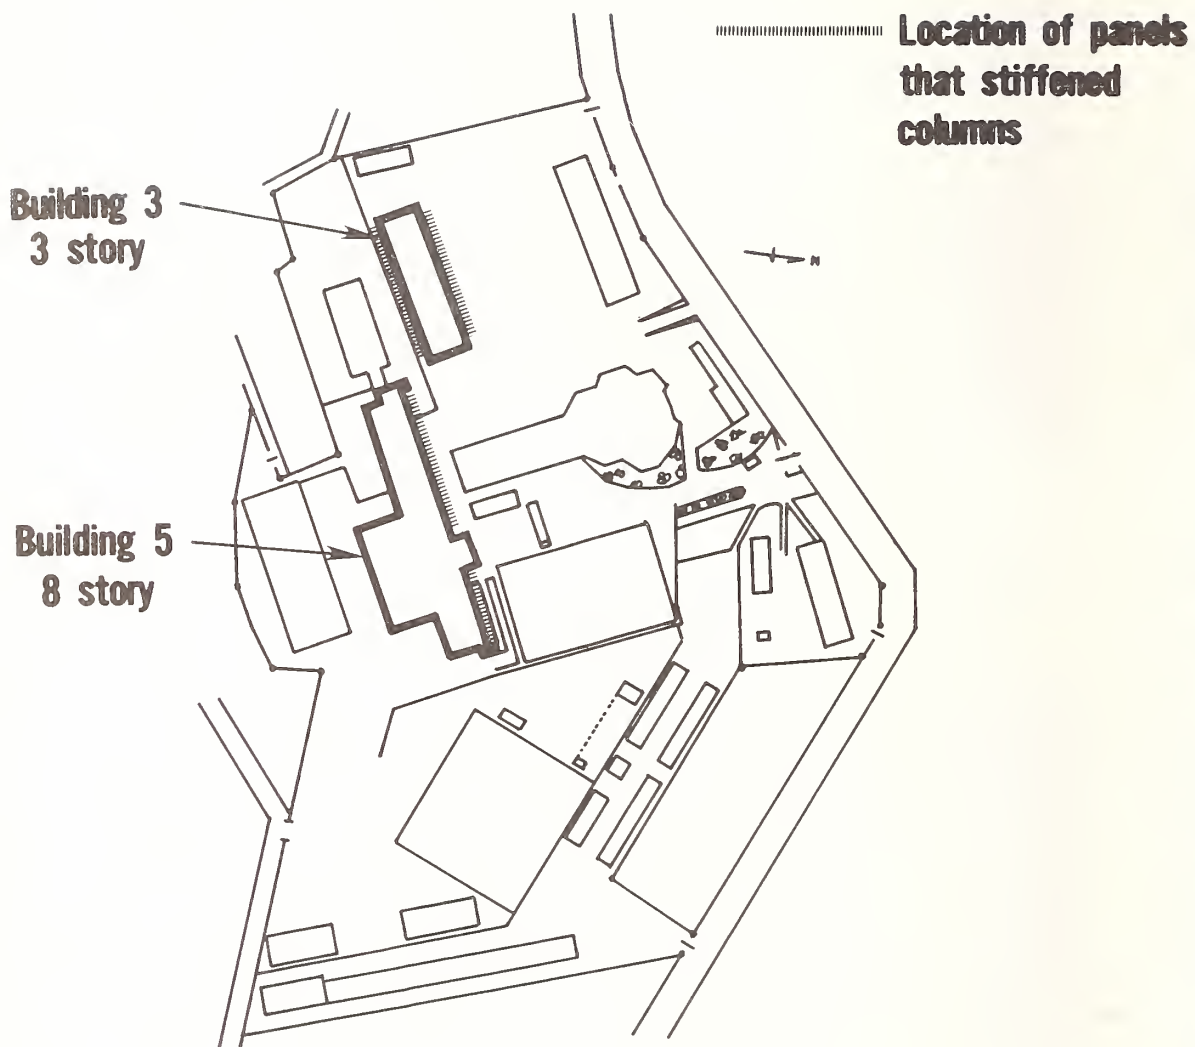 Location of panels
that stiffened
columns
Building 3
3 story
N
Building 5
8 story